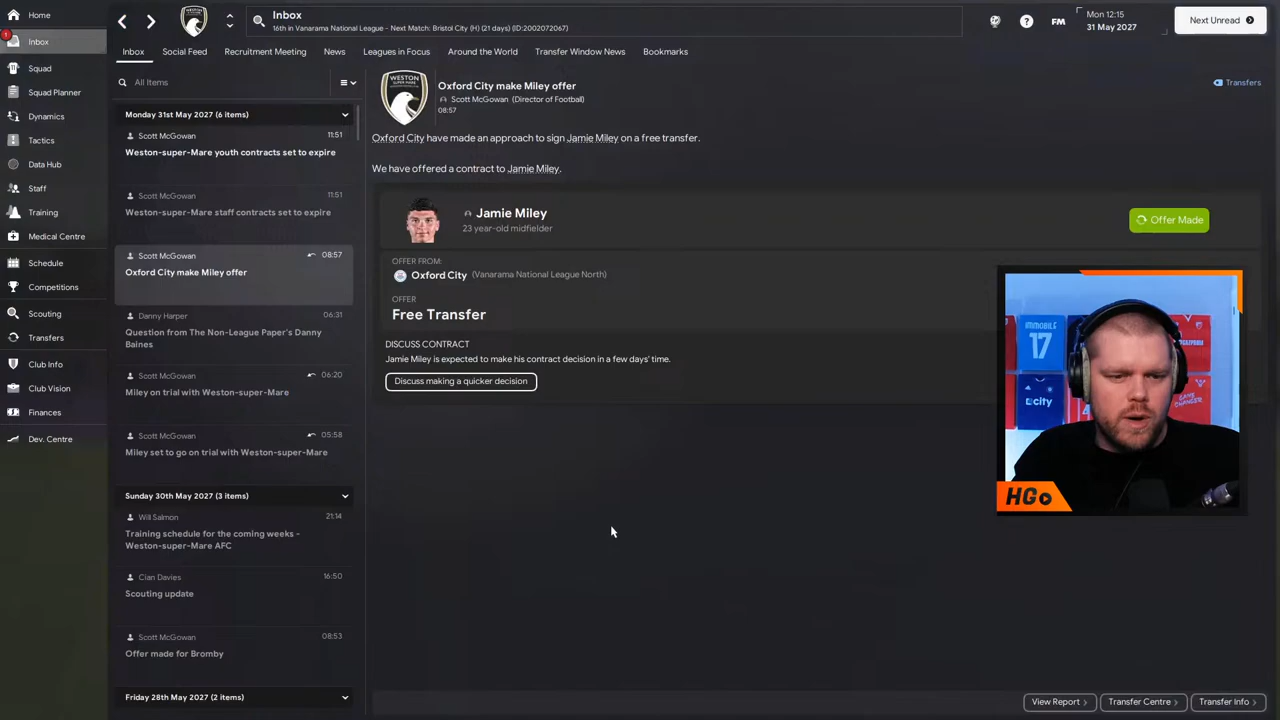 Home
Inbox
1
Squad
Squad Planner
Dynamics
Tactics
Data Hub
Staff
Training
Medical Centre
Schedule
Competitions
Scouting
Transfers
Club Info
Club Vision
Finances
Dev. Centre
Inbox
16th in Vanarama National League - Next Match: Bristol City (H) (21 days) (ID:2002072067)
FM
Mon 12:15
31 May 2027
Next Unread
Inbox
Social Feed
Recruitment Meeting
News
Leagues in Focus
Around the World
Transfer Window News
Bookmarks
All Items
Monday 31st May 2027 (6 items)
Scott McGowan 11:51
Weston-super-Mare youth contracts set to expire
Scott McGowan 11:51
Weston-super-Mare staff contracts set to expire
Scott McGowan 08:57
Oxford City make Miley offer
Danny Harper 06:31
Question from The Non-League Paper's Danny
Baines
Scott McGowan 06:20
Miley on trial with Weston-super-Mare
Scott McGowan 05:58
Miley set to go on trial with Weston-super-Mare
Sunday 30th May 2027 (3 items)
Will Salmon 21:14
Training schedule for the coming weeks -
Weston-super-Mare AFC
Cian Davies 16:50
Scouting update
Scott McGowan 08:53
Offer made for Bromby
Friday 28th May 2027 (2 items)
WESTON
SUPER MARE
Oxford City make Miley offer
Scott McGowan (Director of Football)
08:57
Transfers
Oxford City have made an approach to sign Jamie Miley on a free transfer.
We have offered a contract to Jamie Miley.
Jamie Miley
23 year-old midfielder
Offer Made
OFFER FROM:
Oxford City (Vanarama National League North)
OFFER
Free Transfer
DISCUSS CONTRACT
Jamie Miley is expected to make his contract decision in a few days' time.
Discuss making a quicker decision
IMMOBILE
17
city
GAME
CHANGER
HG
View Report
Transfer Centre
Transfer Info